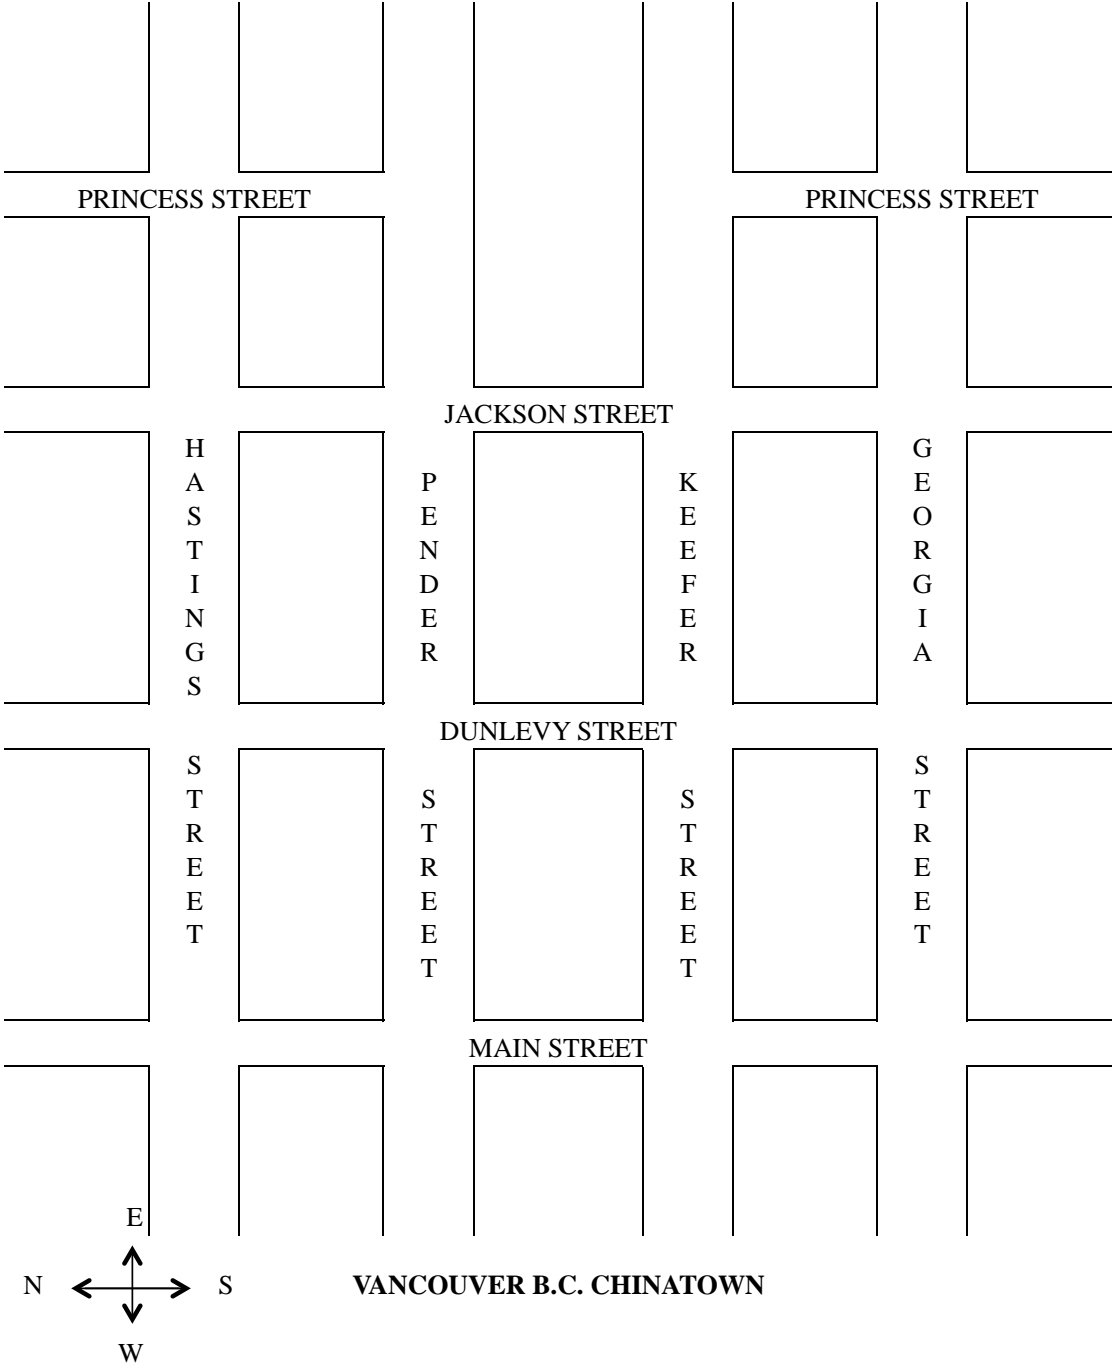 PRINCESS STREET
PRINCESS STREET
JACKSON STREET
HASTINGS
PENDER
KEEFER
GEORGIA
DUNLEVY STREET
STREET
STREET
STREET
STREET
MAIN STREET
E
N
S
VANCOUVER B.C. CHINATOWN
W